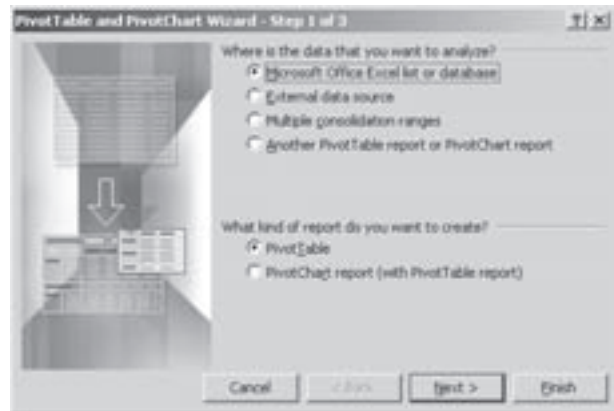 PivotTable and PivotChart Wizard - Step 1 of 3
Where is the data that you want to analyze?
Microsoft Office Excel list or database
External data source
Multiple consolidation ranges
Another PivotTable report or PivotChart report
What kind of report do you want to create?
PivotTable
PivotChart report (with PivotTable report)
Cancel
< Back
Next >
Finish